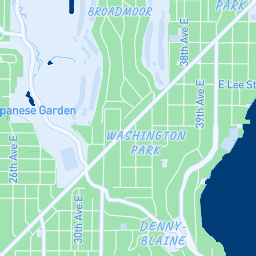 BROADMOOR
PARK
38th Ave E
E Lee St
panese Garden
39th Ave E
WASHINGTON
PARK
26th Ave E
30th Ave E
DENNY-
BLAINE